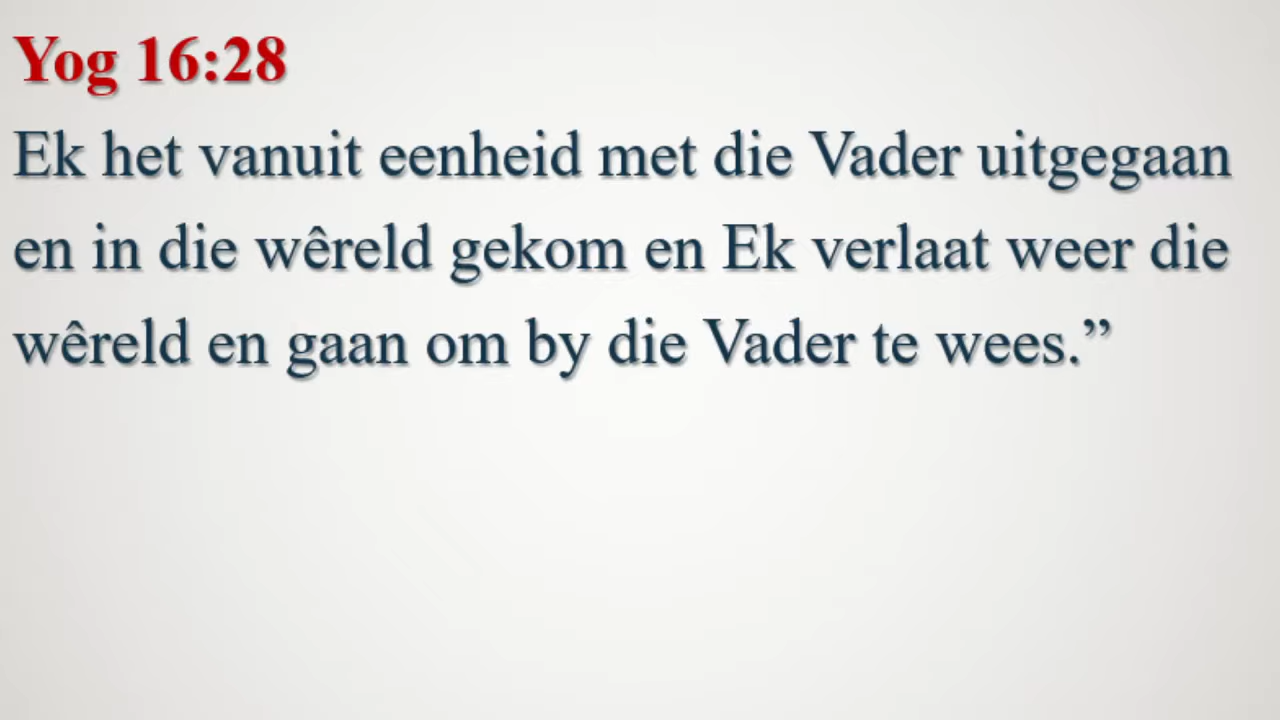 Yog 16:28
Ek het vanuit eenheid met die Vader uitgegaan
en in die wêreld gekom en Ek verlaat weer die
wêreld en gaan om by die Vader te wees.”